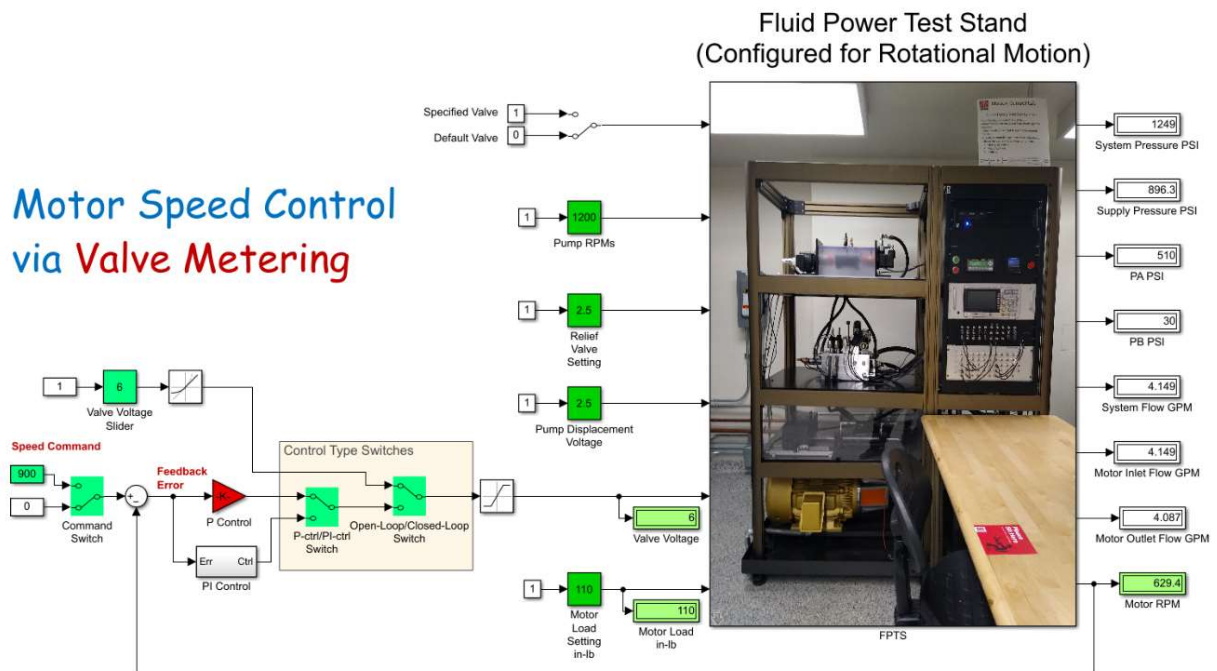 Fluid Power Test Stand
(Configured for Rotational Motion)
Motor Speed Control
via Valve Metering
Specified Valve
1
Default Valve
0
1
1200
Pump RPMs
1
2.5
Relief
Valve
Setting
1
2.5
Pump Displacement
Voltage
1
6
Valve Voltage
Slider
Speed Command
900
0
Command
Switch
+
-
Feedback
Error
-K-
P Control
Err
Ctrl
PI Control
Control Type Switches
P-ctrl/PI-ctrl
Switch
Open-Loop/Closed-Loop
Switch
6
Valve Voltage
1
110
Motor
Load
Setting
in-lb
110
Motor Load
in-lb
FPTS
1249
System Pressure PSI
896.3
Supply Pressure PSI
510
PA PSI
30
PB PSI
4.149
System Flow GPM
4.149
Motor Inlet Flow GPM
4.087
Motor Outlet Flow GPM
629.4
Motor RPM